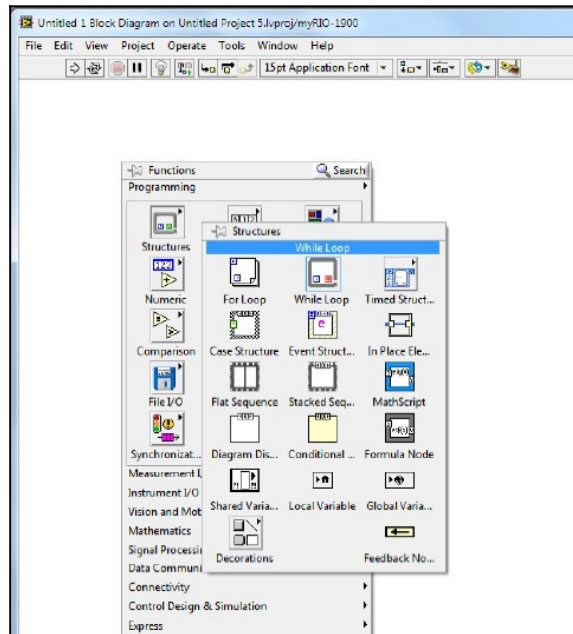 Untitled 1 Block Diagram on Untitled Project 5.lvproj/myRIO-1900
File Edit View Project Operate Tools Window Help
15pt Application Font
Functions
Search
Programming
Structures
While Loop
Structures
For Loop While Loop Timed Struct...
Numeric
Case Structure Event Struct... In Place Ele...
Comparison
Flat Sequence Stacked Seq... MathScript
File I/O
Diagram Dis... Conditional ... Formula Node
Synchronizat...
Measurement I
Shared Varia... Local Variable Global Varia...
Instrument I/O
Vision and Mot
Decorations Feedback No...
Mathematics
Signal Processi
Data Communi
Connectivity
Control Design & Simulation
Express